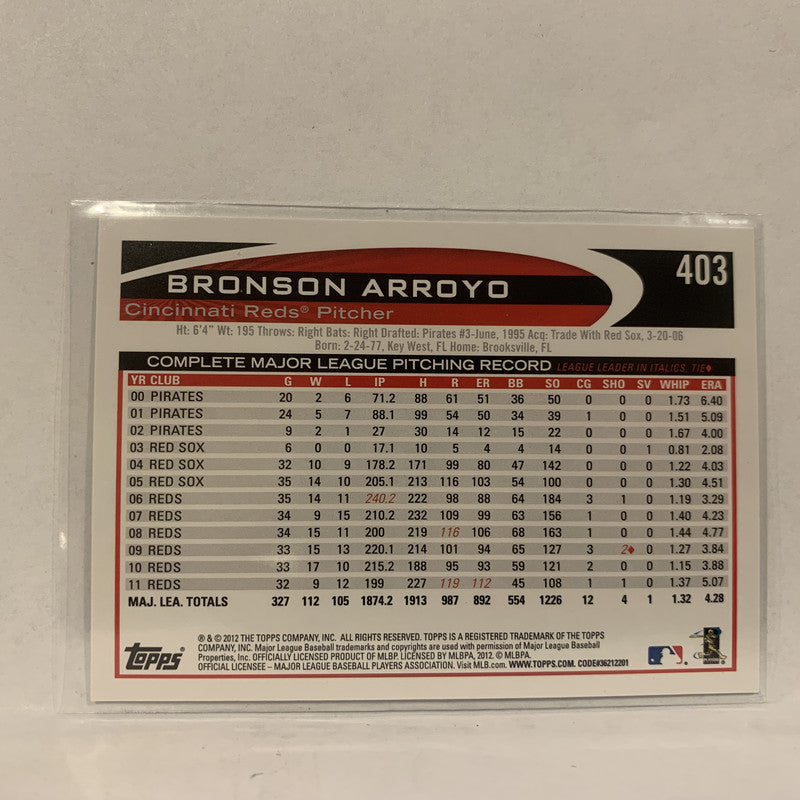 403
BRONSON ARROYO
Cincinnati Reds® Pitcher
Ht: 6'4" Wt: 195 Throws: Right Bats: Right Drafted: Pirates #3-June, 1995 Acq: Trade With Red Sox, 3-20-06
Born: 2-24-77, Key West, FL Home: Brooksville, FL
COMPLETE MAJOR LEAGUE PITCHING RECORD LEAGUE LEADER IN ITALICS, TIE♦
YR CLUB G W L IP H R ER BB SO CG SHO SV WHIP ERA
00 PIRATES 20 2 6 71.2 88 61 51 36 50 0 0 0 1.73 6.40
01 PIRATES 24 5 7 88.1 99 54 50 34 39 1 0 0 1.51 5.09
02 PIRATES 9 2 1 27 30 14 12 15 22 0 0 0 1.67 4.00
03 RED SOX 6 0 0 17.1 10 5 4 4 14 0 0 1 0.81 2.08
04 RED SOX 32 10 9 178.2 171 99 80 47 142 0 0 0 1.22 4.03
05 RED SOX 35 14 10 205.1 213 116 103 54 100 0 0 0 1.30 4.51
06 REDS 35 14 11 240.2 222 98 88 64 184 3 1 0 1.19 3.29
07 REDS 34 9 15 210.2 232 109 99 63 156 1 0 0 1.40 4.23
08 REDS 34 15 11 200 219 116 106 68 163 1 0 0 1.44 4.77
09 REDS 33 15 13 220.1 214 101 94 65 127 3 2♦ 0 1.27 3.84
10 REDS 33 17 10 215.2 188 95 93 59 121 2 0 0 1.15 3.88
11 REDS 32 9 12 199 227 119 112 45 108 1 1 0 1.37 5.07
MAJ. LEA. TOTALS 327 112 105 1874.2 1913 987 892 554 1226 12 4 1 1.32 4.28
Topps®
® & © 2012 THE TOPPS COMPANY, INC. ALL RIGHTS RESERVED. TOPPS IS A REGISTERED TRADEMARK OF THE TOPPS
COMPANY, INC. Major League Baseball trademarks and copyrights are used with permission of Major League Baseball
Properties, Inc. OFFICIALLY LICENSED PRODUCT OF MLBP. LICENSED BY MLBPA, 2012. © MLBPA.
OFFICIAL LICENSEE – MAJOR LEAGUE BASEBALL PLAYERS ASSOCIATION. Visit MLB.com. WWW.TOPPS.COM. CODE#36212201